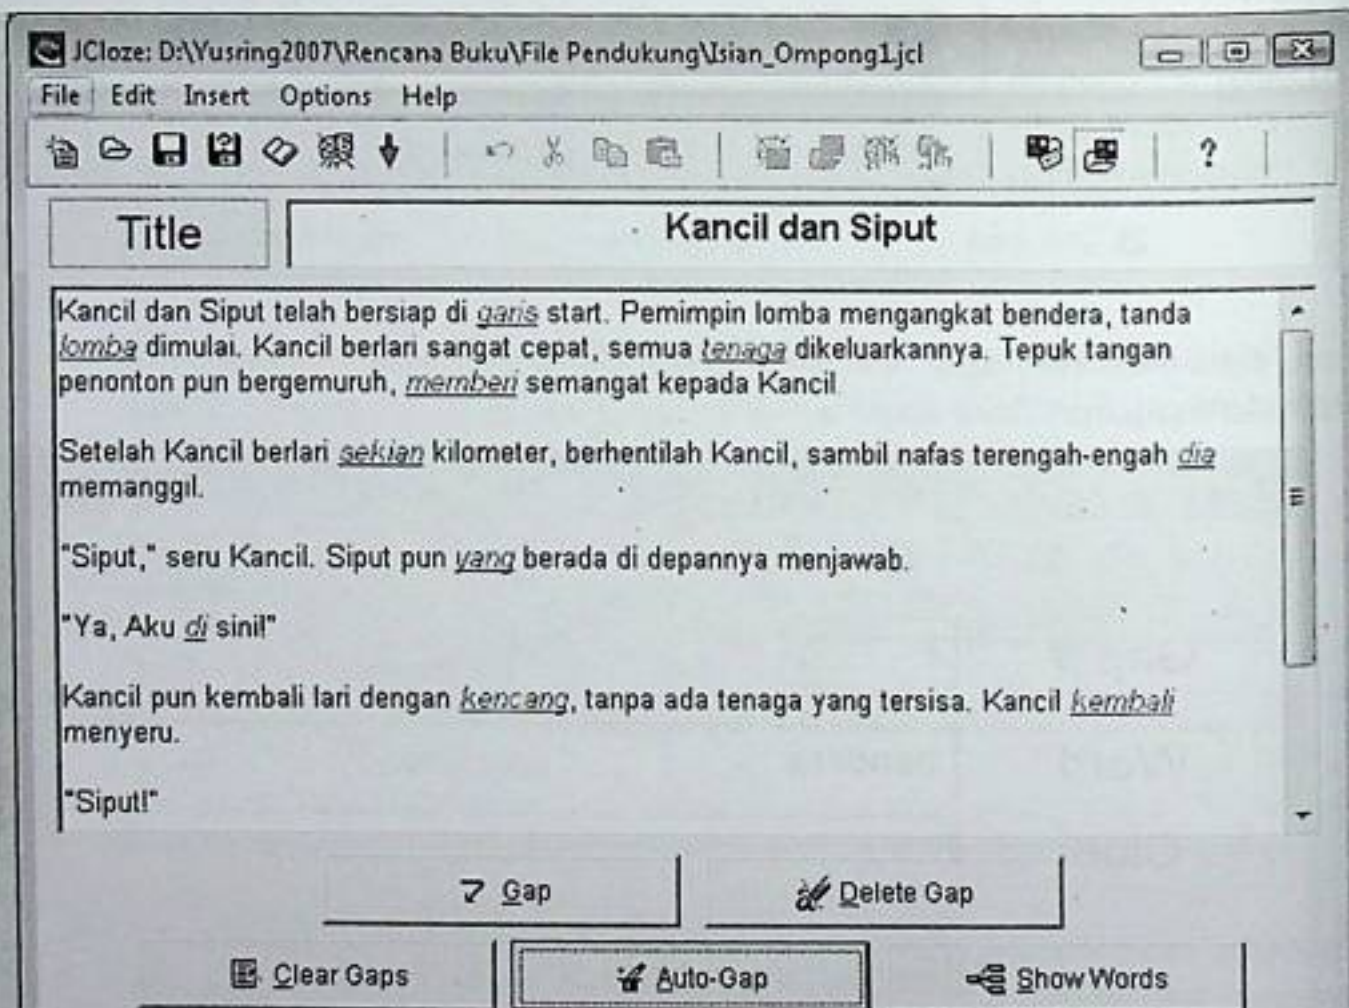 JCloze: D:\Yusring2007\Rencana Buku\File Pendukung\Isian_Ompong1.jcl
File Edit Insert Options Help
?
Title
Kancil dan Siput
Kancil dan Siput telah bersiap di garis start. Pemimpin lomba mengangkat bendera, tanda
lomba dimulai. Kancil berlari sangat cepat, semua tenaga dikeluarkannya. Tepuk tangan
penonton pun bergemuruh, memberi semangat kepada Kancil
Setelah Kancil berlari sekian kilometer, berhentilah Kancil, sambil nafas terengah-engah dia
memanggil.
"Siput," seru Kancil. Siput pun yang berada di depannya menjawab.
"Ya, Aku di sini!"
Kancil pun kembali lari dengan kencang, tanpa ada tenaga yang tersisa. Kancil kembali
menyeru.
"Siput!"
Gap
Delete Gap
Clear Gaps
Auto-Gap
Show Words